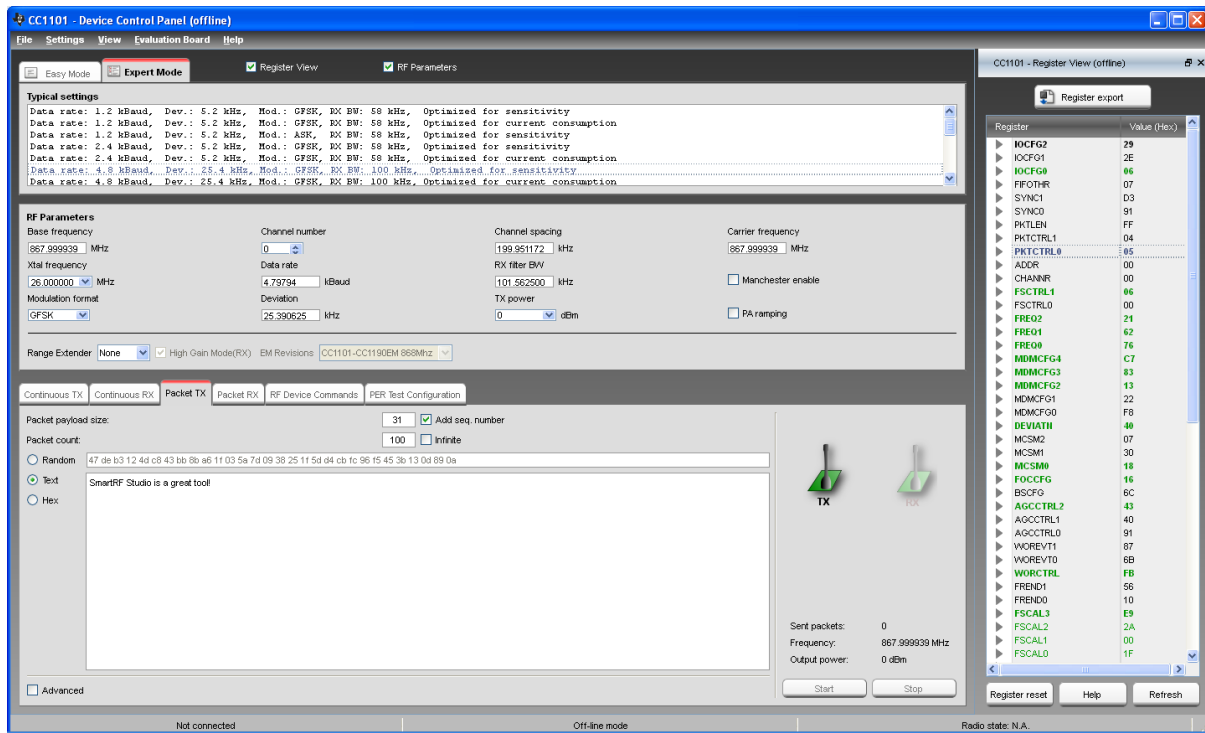 CC1101 - Device Control Panel (offline)
File Settings View Evaluation Board Help
Easy Mode Expert Mode Register View RF Parameters
Typical settings
Data rate: 1.2 kBaud, Dev.: 5.2 kHz, Mod.: GFSK, RX BW: 58 kHz, Optimized for sensitivity
Data rate: 1.2 kBaud, Dev.: 5.2 kHz, Mod.: GFSK, RX BW: 58 kHz, Optimized for current consumption
Data rate: 1.2 kBaud, Dev.: 5.2 kHz, Mod.: ASK, RX BW: 58 kHz, Optimized for sensitivity
Data rate: 2.4 kBaud, Dev.: 5.2 kHz, Mod.: GFSK, RX BW: 58 kHz, Optimized for sensitivity
Data rate: 2.4 kBaud, Dev.: 5.2 kHz, Mod.: GFSK, RX BW: 58 kHz, Optimized for current consumption
Data rate: 4.8 kBaud, Dev.: 25.4 kHz, Mod.: GFSK, RX BW: 100 kHz, Optimized for sensitivity
Data rate: 4.8 kBaud, Dev.: 25.4 kHz, Mod.: GFSK, RX BW: 100 kHz, Optimized for current consumption
RF Parameters
Base frequency Channel number Channel spacing Carrier frequency
867.999939 MHz 0 199.951172 kHz 867.999939 MHz
Xtal frequency Data rate RX filter BW
26.000000 MHz 4.79794 kBaud 101.562500 kHz Manchester enable
Modulation format Deviation TX power
GFSK 25.390625 kHz 0 dBm PA ramping
Range Extender None High Gain Mode(RX) EM Revisions CC1101-CC1190EM 868Mhz
Continuous TX Continuous RX Packet TX Packet RX RF Device Commands PER Test Configuration
Packet payload size: 31 Add seq. number
Packet count: 100 Infinite
Random 47 de b3 12 4d c8 43 bb 8b a6 1f 03 5a 7d 09 38 25 1f 5d d4 cb fc 96 f5 45 3b 13 0d 89 0a
Text SmartRF Studio is a great tool!
Hex
TX RX
Sent packets: 0
Frequency: 867.999939 MHz
Output power: 0 dBm
Advanced Start Stop
Not connected Off-line mode Radio state: N.A.
CC1101 - Register View (offline)
Register export
Register Value (Hex)
IOCFG2 29
IOCFG1 2E
IOCFG0 06
FIFOTHR 07
SYNC1 D3
SYNC0 91
PKTLEN FF
PKTCTRL1 04
PKTCTRL0 05
ADDR 00
CHANNR 00
FSCTRL1 06
FSCTRL0 00
FREQ2 21
FREQ1 62
FREQ0 76
MDMCFG4 C7
MDMCFG3 83
MDMCFG2 13
MDMCFG1 22
MDMCFG0 F8
DEVIATN 40
MCSM2 07
MCSM1 30
MCSM0 18
FOCCFG 16
BSCFG 6C
AGCCTRL2 43
AGCCTRL1 40
AGCCTRL0 91
WOREVT1 87
WOREVT0 6B
WORCTRL FB
FREND1 56
FREND0 10
FSCAL3 E9
FSCAL2 2A
FSCAL1 00
FSCAL0 1F
Register reset Help Refresh